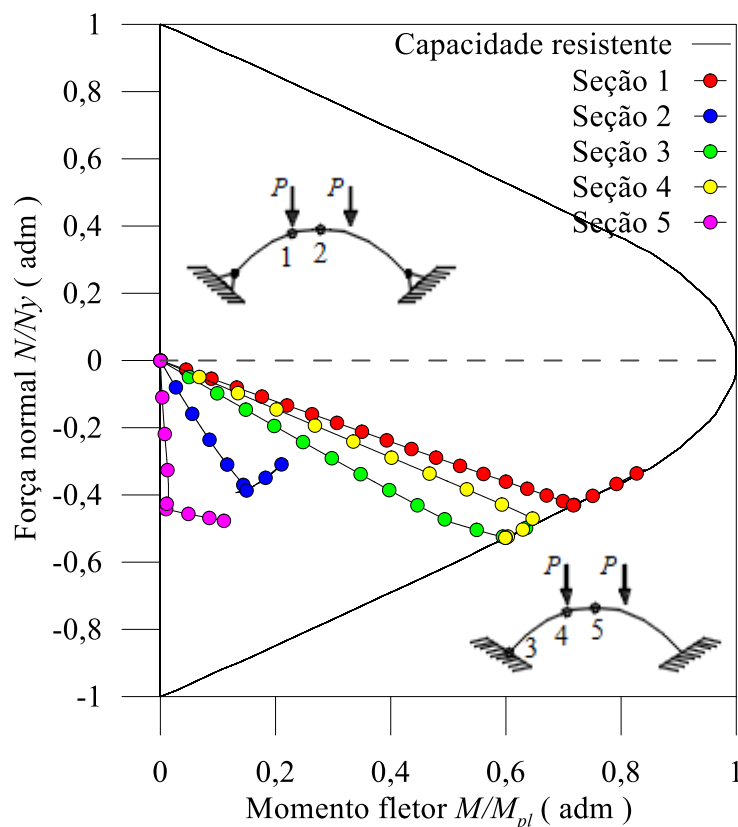 Capacidade resistente
Seção 1
Seção 2
Seção 3
Seção 4
Seção 5
1
0,8
0,6
0,4
0,2
0
-0,2
-0,4
-0,6
-0,8
-1
Força normal N/Ny ( adm )
P P
1 2
P P
3 4 5
0 0,2 0,4 0,6 0,8 1
Momento fletor M/Mpl ( adm )